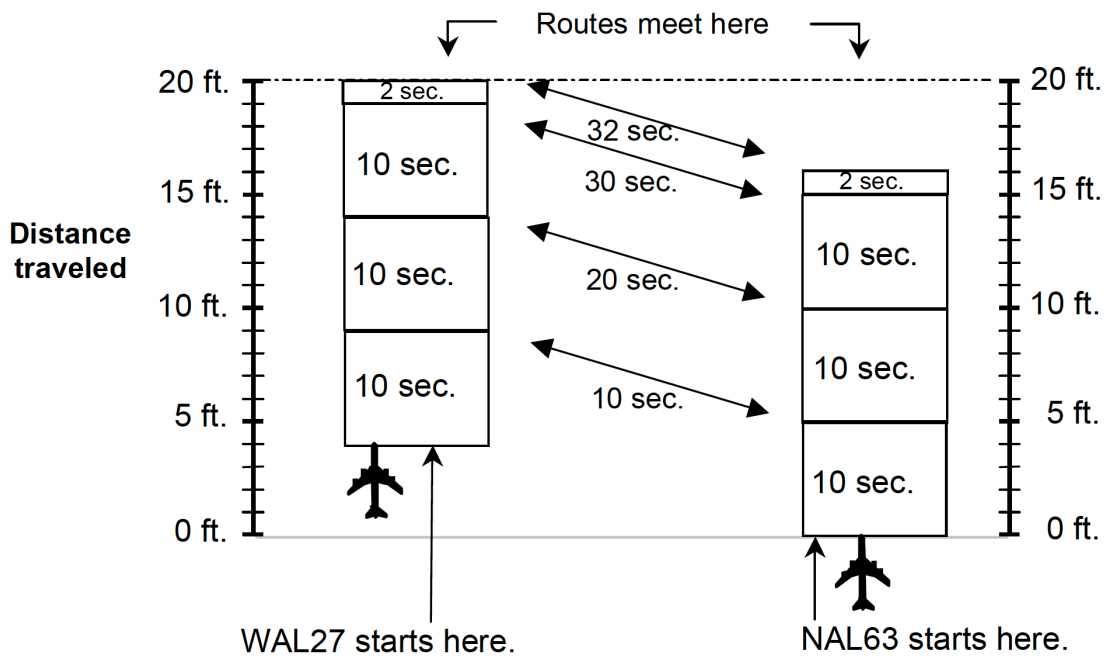 Routes meet here
20 ft.
15 ft.
10 ft.
5 ft.
0 ft.
Distance
traveled
2 sec.
10 sec.
10 sec.
10 sec.
32 sec.
30 sec.
20 sec.
10 sec.
2 sec.
10 sec.
10 sec.
10 sec.
20 ft.
15 ft.
10 ft.
5 ft.
0 ft.
WAL27 starts here.
NAL63 starts here.